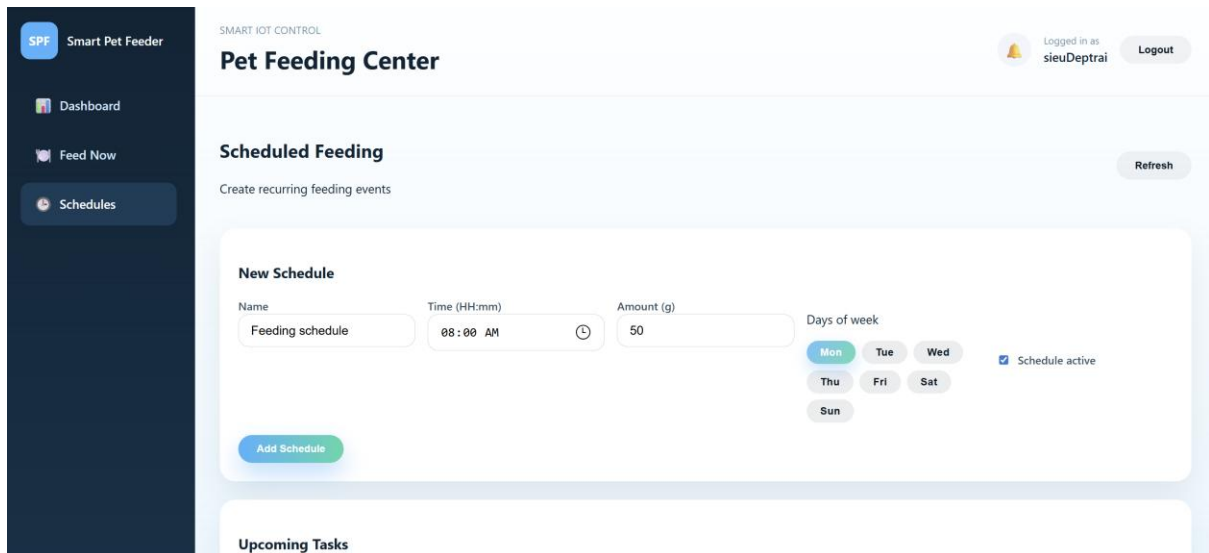 SPF
Smart Pet Feeder
Dashboard
Feed Now
Schedules
SMART IOT CONTROL
Pet Feeding Center
Logged in as
sieuDeptrai
Logout
Scheduled Feeding
Create recurring feeding events
Refresh
New Schedule
Name
Feeding schedule
Time (HH:mm)
08:00 AM
Amount (g)
50
Days of week
Mon Tue Wed
Thu Fri Sat
Sun
Schedule active
Add Schedule
Upcoming Tasks